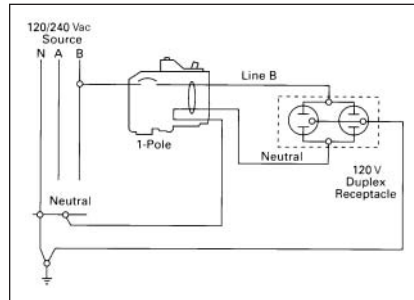 120/240 Vac
Source
N A B
Line B
1-Pole
Neutral
120 V
Duplex
Receptacle
Neutral